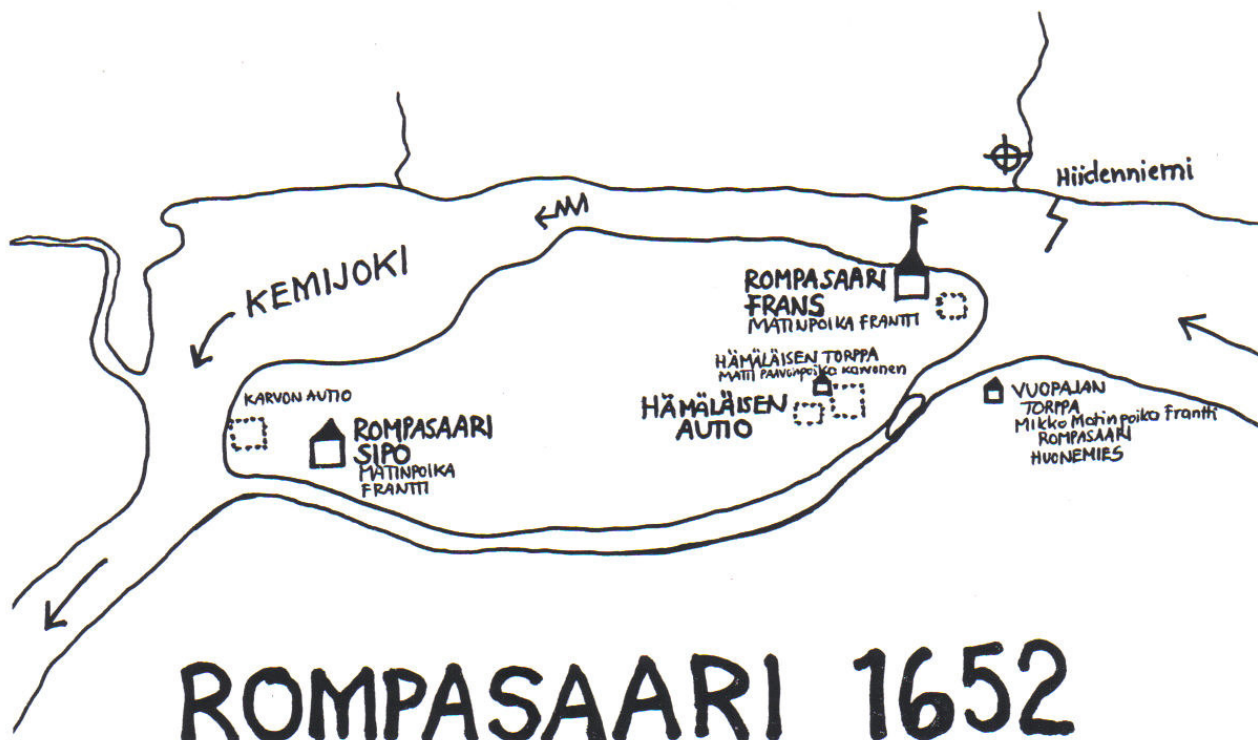 Hiidenniemi
KEMIJOKI
ROMPASAARI
FRANS
MATINPOIKA FRANTTI
HÄMÄLÄISEN TORPPA
MATTI PAAVONPOIKA KARVONEN
HÄMÄLÄISEN
AUTIO
VUOPAJAN
TORPPA
Mikko Matinpoika Frantti
ROMPASAARI
HUONEMIES
KARVON AUTIO
ROMPASAARI
SIPO
MATINPOIKA
FRANTTI
ROMPASAARI 1652